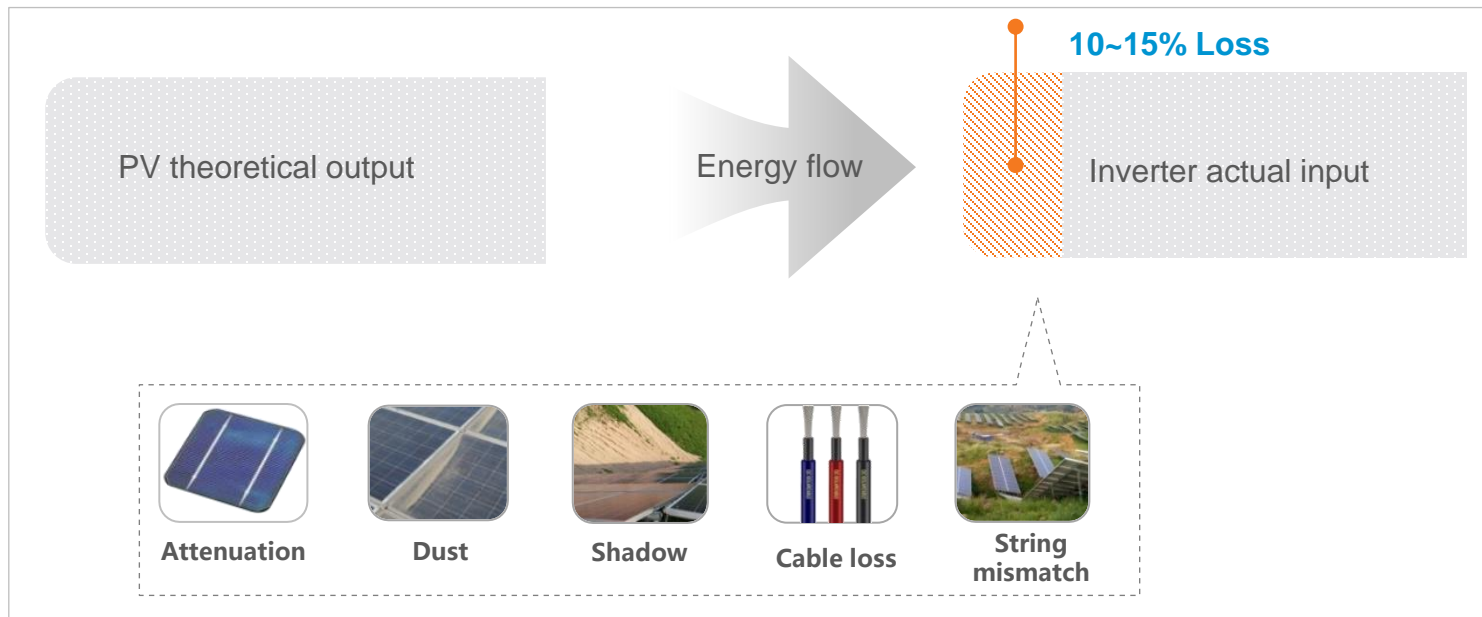 10~15% Loss
PV theoretical output
Energy flow
Inverter actual input
Attenuation
Dust
Shadow
Cable loss
String
mismatch